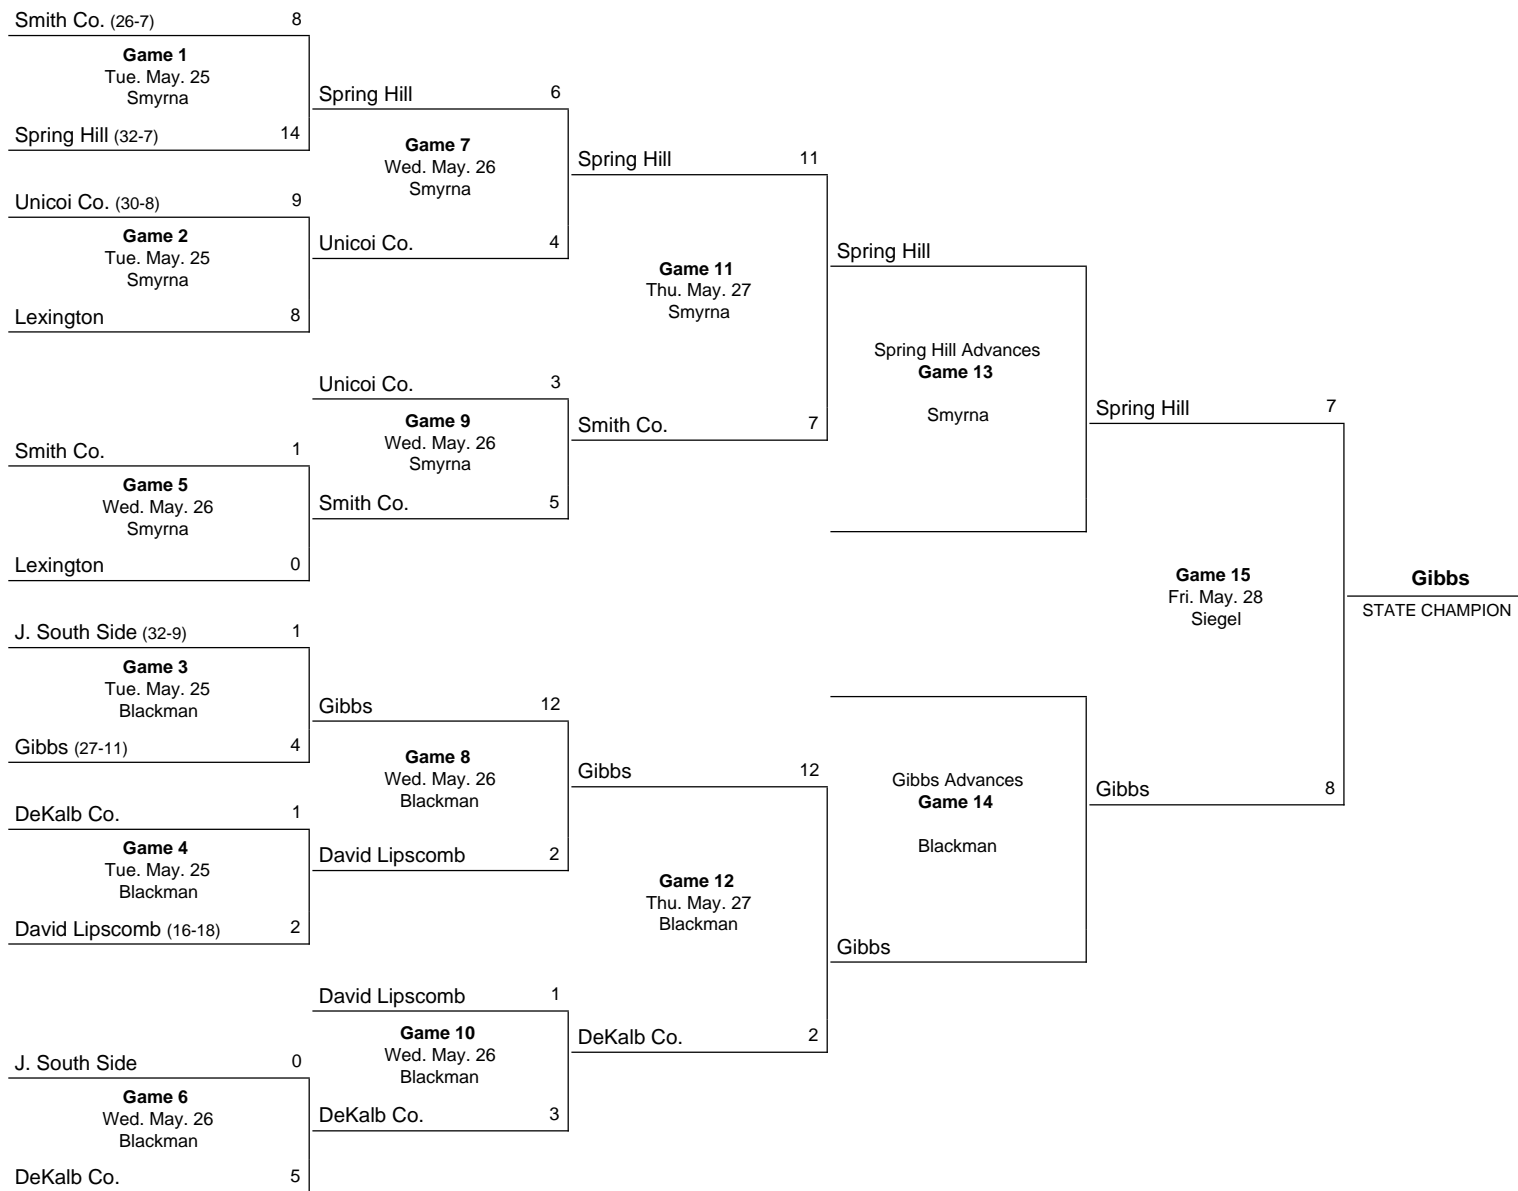 Smith Co. (26-7) 8
Game 1
Tue. May. 25
Smyrna
Spring Hill (32-7) 14
Unicoi Co. (30-8) 9
Game 2
Tue. May. 25
Smyrna
Lexington 8
Smith Co. 1
Game 5
Wed. May. 26
Smyrna
Lexington 0
J. South Side (32-9) 1
Game 3
Tue. May. 25
Blackman
Gibbs (27-11) 4
DeKalb Co. 1
Game 4
Tue. May. 25
Blackman
David Lipscomb (16-18) 2
J. South Side 0
Game 6
Wed. May. 26
Blackman
DeKalb Co. 5
Spring Hill 6
Game 7
Wed. May. 26
Smyrna
Unicoi Co. 4
Unicoi Co. 3
Game 9
Wed. May. 26
Smyrna
Smith Co. 5
Gibbs 12
Game 8
Wed. May. 26
Blackman
David Lipscomb 2
David Lipscomb 1
Game 10
Wed. May. 26
Blackman
DeKalb Co. 3
Spring Hill 11
Game 11
Thu. May. 27
Smyrna
Smith Co. 7
Gibbs 12
Game 12
Thu. May. 27
Blackman
DeKalb Co. 2
Spring Hill
Spring Hill Advances
Game 13
Smyrna
Gibbs Advances
Game 14
Blackman
Gibbs
Spring Hill 7
Game 15
Fri. May. 28
Siegel
Gibbs 8
Gibbs
STATE CHAMPION